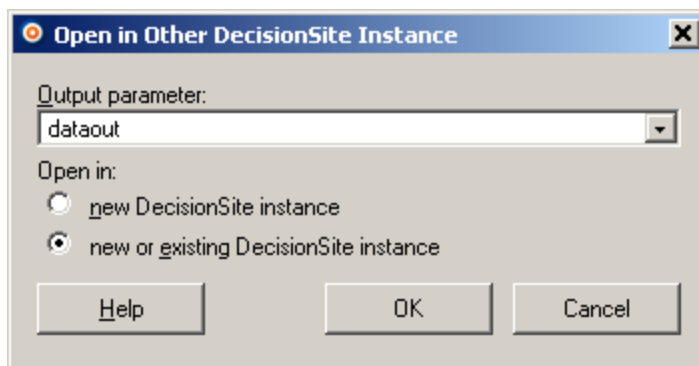 Open in Other DecisionSite Instance
Output parameter:
dataout
Open in:
new DecisionSite instance
new or existing DecisionSite instance
Help OK Cancel